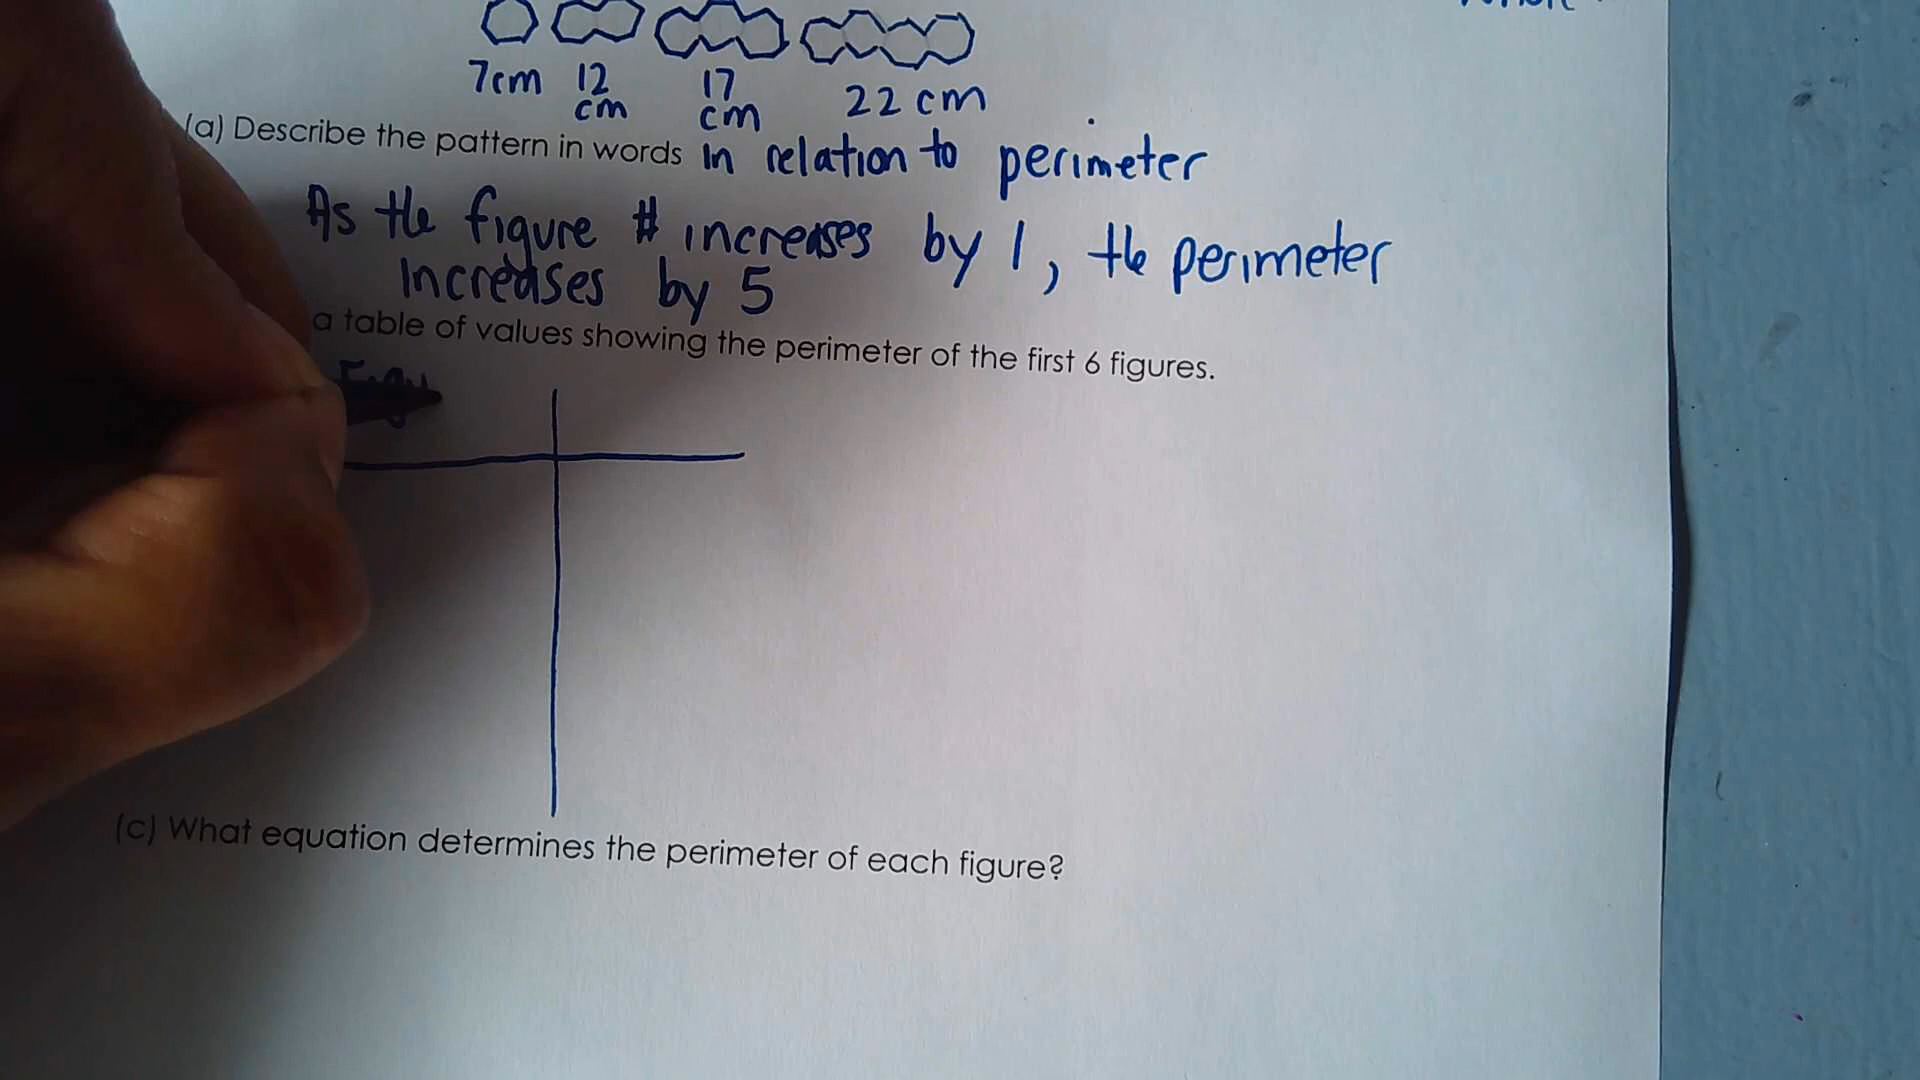 7cm 12 cm 17 cm 22 cm
(a) Describe the pattern in words in relation to perimeter
As the figure # increases by 1, the perimeter
increases by 5
a table of values showing the perimeter of the first 6 figures.
Figu
(c) What equation determines the perimeter of each figure?